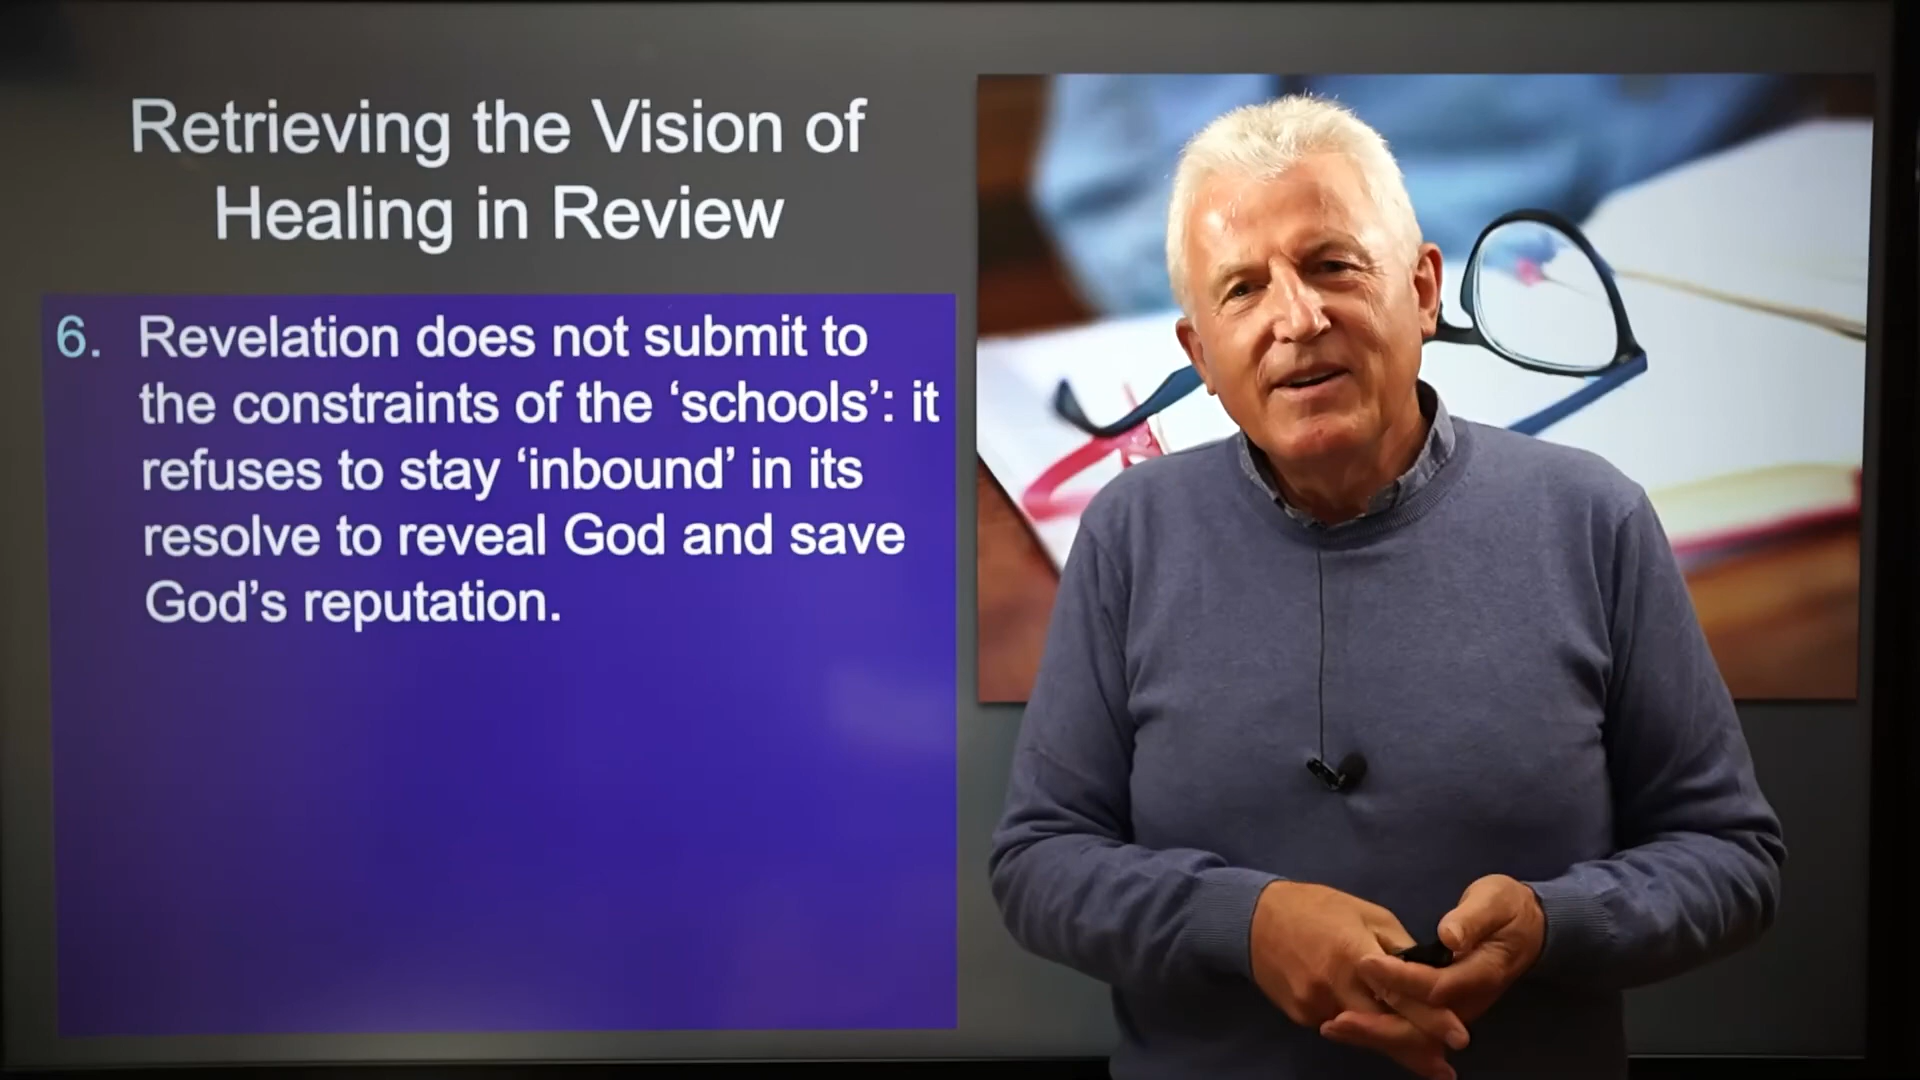 Retrieving the Vision of
Healing in Review
6. Revelation does not submit to
the constraints of the ‘schools’: it
refuses to stay ‘inbound’ in its
resolve to reveal God and save
God’s reputation.